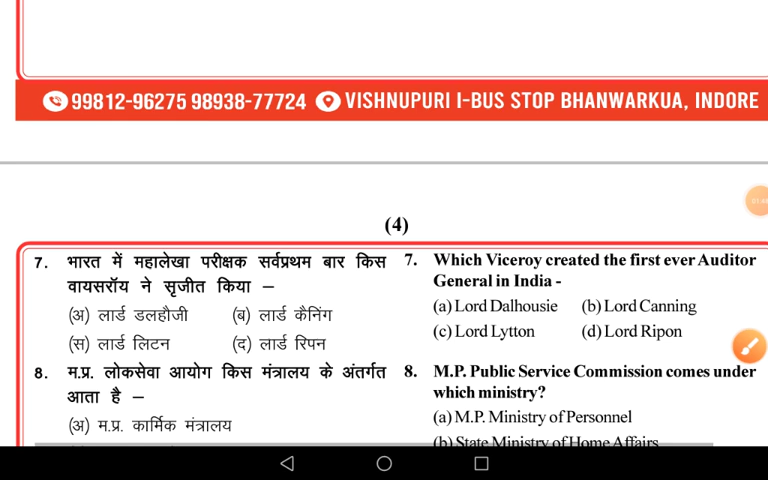 99812-96275 98938-77724 VISHNUPURI I-BUS STOP BHANWARKUA, INDORE
(4)
7. भारत में महालेखा परीक्षक सर्वप्रथम बार किस
वायसरॉय ने सृजीत किया –
(अ) लार्ड डलहौजी (ब) लार्ड कैनिंग
(स) लार्ड लिटन (द) लार्ड रिपन
8. म.प्र. लोकसेवा आयोग किस मंत्रालय के अंतर्गत
आता है –
(अ) म.प्र. कार्मिक मंत्रालय
7. Which Viceroy created the first ever Auditor
General in India -
(a) Lord Dalhousie (b) Lord Canning
(c) Lord Lytton (d) Lord Ripon
8. M.P. Public Service Commission comes under
which ministry?
(a) M.P. Ministry of Personnel
(b) State Ministry of Home Affairs